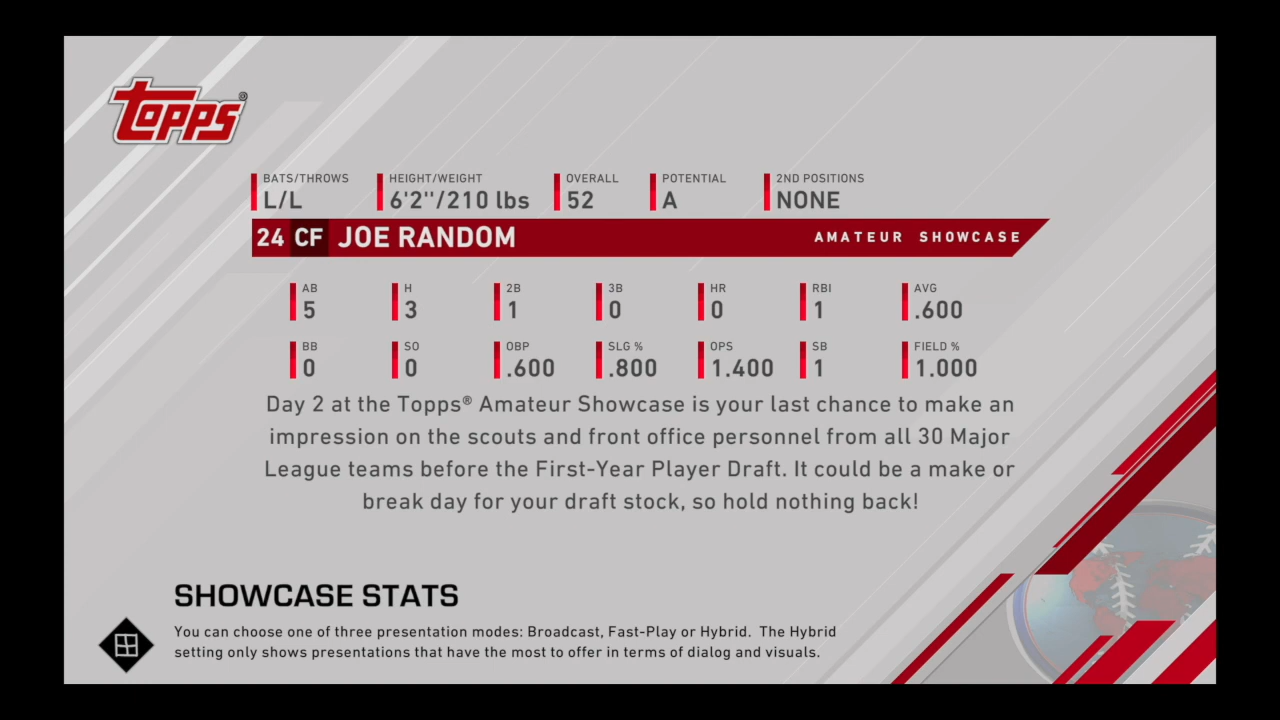 TOPPS®
BATS/THROWS HEIGHT/WEIGHT OVERALL POTENTIAL 2ND POSITIONS
L/L 6'2''/210 lbs 52 A NONE
24 CF JOE RANDOM AMATEUR SHOWCASE
AB H 2B 3B HR RBI AVG
5 3 1 0 0 1 .600
BB SO OBP SLG % OPS SB FIELD %
0 0 .600 .800 1.400 1 1.000
Day 2 at the Topps® Amateur Showcase is your last chance to make an
impression on the scouts and front office personnel from all 30 Major
League teams before the First-Year Player Draft. It could be a make or
break day for your draft stock, so hold nothing back!
SHOWCASE STATS
You can choose one of three presentation modes: Broadcast, Fast-Play or Hybrid. The Hybrid
setting only shows presentations that have the most to offer in terms of dialog and visuals.